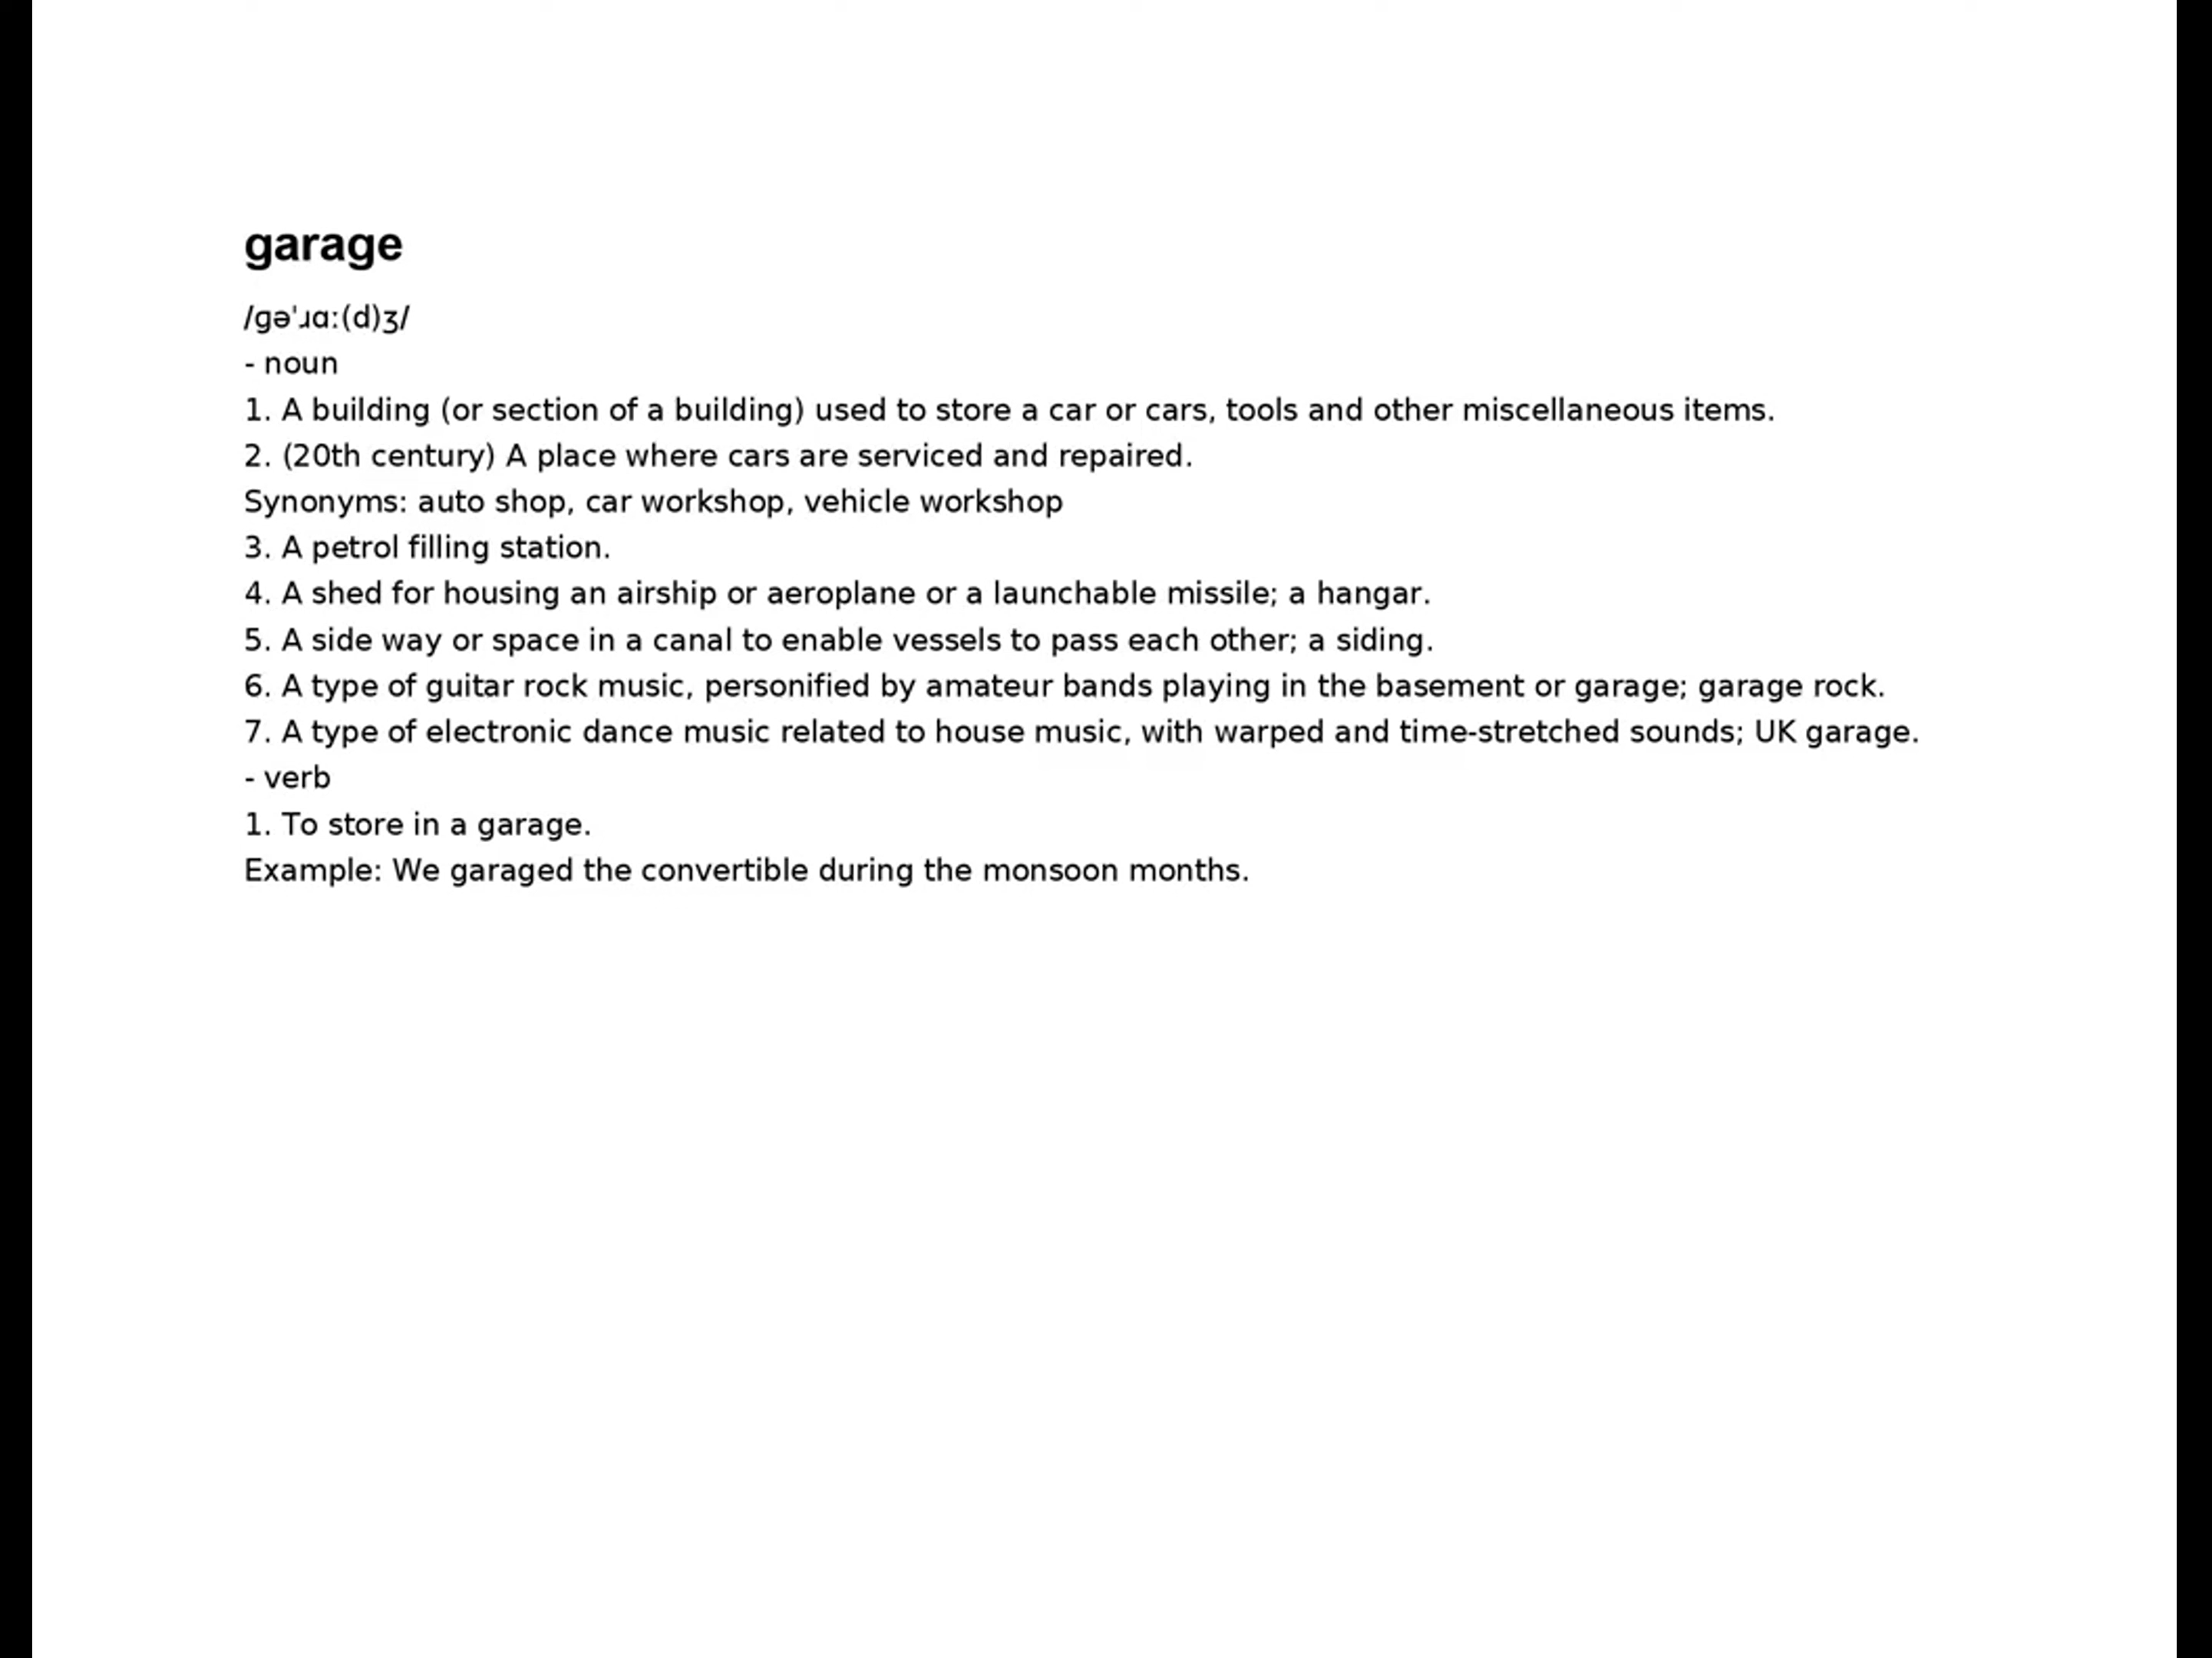 garage
/ɡəˈɹɑː(d)ʒ/
- noun
1. A building (or section of a building) used to store a car or cars, tools and other miscellaneous items.
2. (20th century) A place where cars are serviced and repaired.
Synonyms: auto shop, car workshop, vehicle workshop
3. A petrol filling station.
4. A shed for housing an airship or aeroplane or a launchable missile; a hangar.
5. A side way or space in a canal to enable vessels to pass each other; a siding.
6. A type of guitar rock music, personified by amateur bands playing in the basement or garage; garage rock.
7. A type of electronic dance music related to house music, with warped and time-stretched sounds; UK garage.
- verb
1. To store in a garage.
Example: We garaged the convertible during the monsoon months.